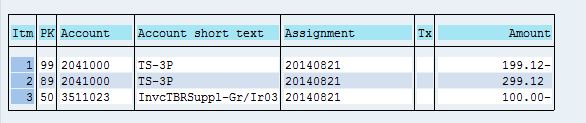 Itm PK Account Account short text Assignment Tx Amount
1 99 2041000 TS-3P 20140821 199.12-
2 89 2041000 TS-3P 20140821 299.12
3 50 3511023 InvcTBRSuppl-Gr/Ir03 20140821 100.00-